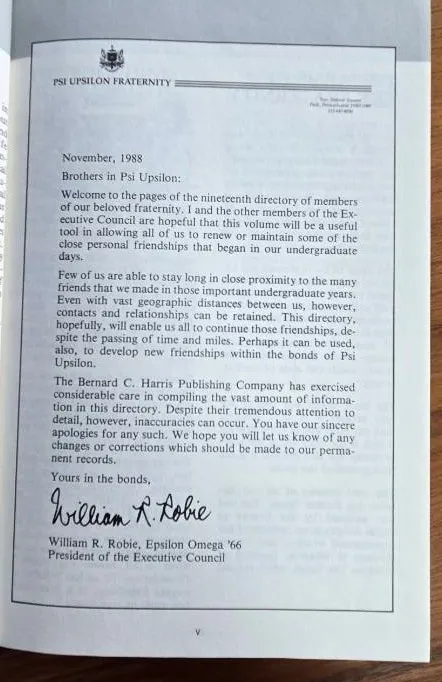 PSI UPSILON FRATERNITY
November, 1988
Brothers in Psi Upsilon:
Welcome to the pages of the nineteenth directory of members
of our beloved fraternity. I and the other members of the Ex-
ecutive Council are hopeful that this volume will be a useful
tool in allowing all of us to renew or maintain some of the
close personal friendships that began in our undergraduate
days.
Few of us are able to stay long in close proximity to the many
friends that we made in those important undergraduate years.
Even with vast geographic distances between us, however,
contacts and relationships can be retained. This directory,
hopefully, will enable us all to continue those friendships, de-
spite the passing of time and miles. Perhaps it can be used,
also, to develop new friendships within the bonds of Psi
Upsilon.
The Bernard C. Harris Publishing Company has exercised
considerable care in compiling the vast amount of informa-
tion in this directory. Despite their tremendous attention to
detail, however, inaccuracies can occur. You have our sincere
apologies for any such. We hope you will let us know of any
changes or corrections which should be made to our perma-
nent records.
Yours in the bonds,
William R. Robie
William R. Robie, Epsilon Omega '66
President of the Executive Council
v